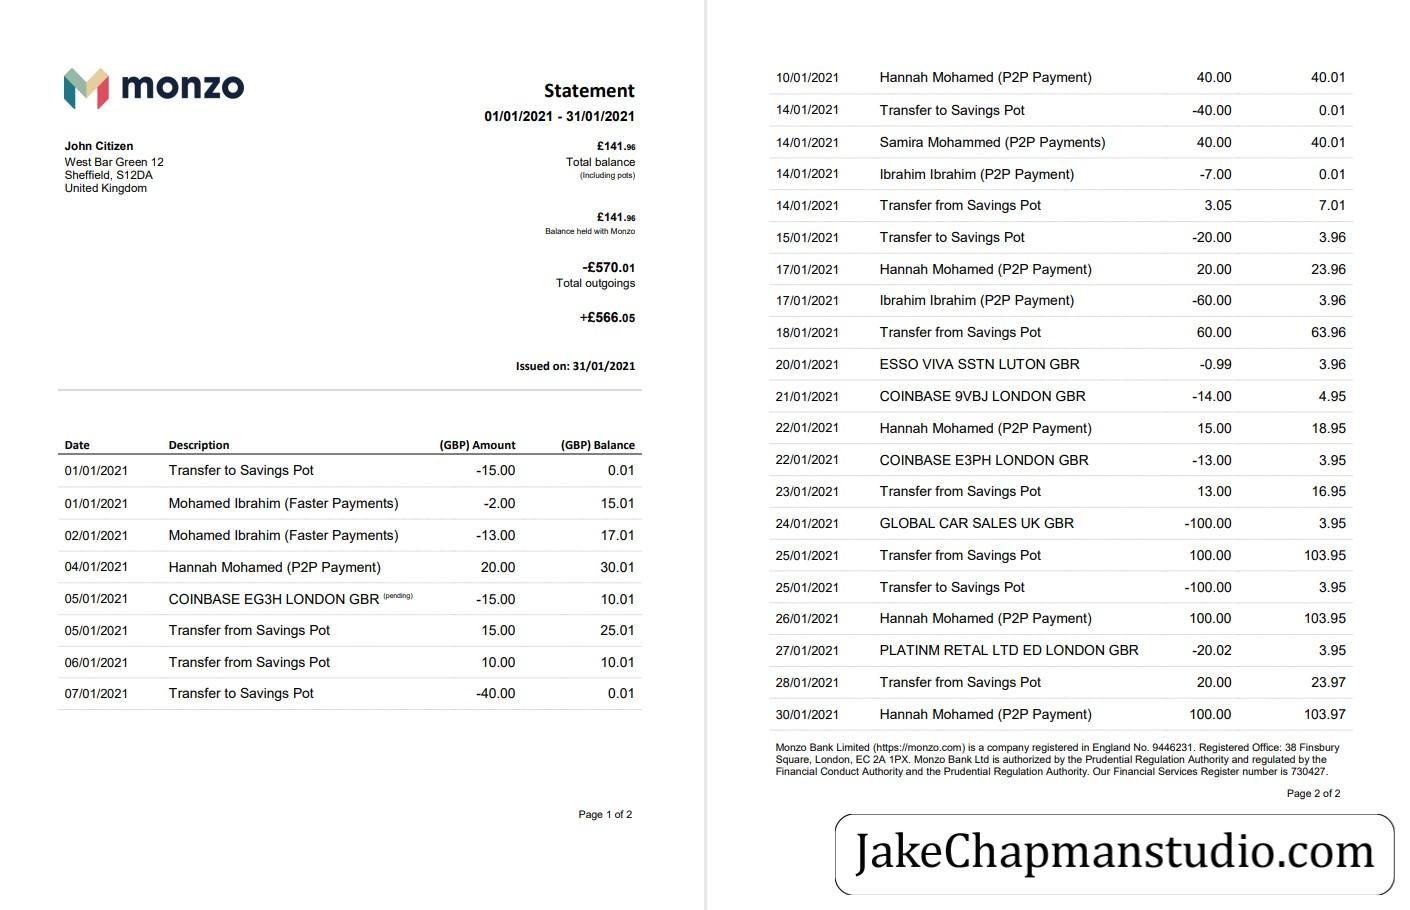 monzo
Statement
01/01/2021 - 31/01/2021
John Citizen
West Bar Green 12
Sheffield, S12DA
United Kingdom
£141.96
Total balance
(Including pots)
£141.96
Balance held with Monzo
-£570.01
Total outgoings
+£566.05
Issued on: 31/01/2021
Date Description (GBP) Amount (GBP) Balance
01/01/2021 Transfer to Savings Pot -15.00 0.01
01/01/2021 Mohamed Ibrahim (Faster Payments) -2.00 15.01
02/01/2021 Mohamed Ibrahim (Faster Payments) -13.00 17.01
04/01/2021 Hannah Mohamed (P2P Payment) 20.00 30.01
05/01/2021 COINBASE EG3H LONDON GBR (pending) -15.00 10.01
05/01/2021 Transfer from Savings Pot 15.00 25.01
06/01/2021 Transfer from Savings Pot 10.00 10.01
07/01/2021 Transfer to Savings Pot -40.00 0.01
Page 1 of 2
10/01/2021 Hannah Mohamed (P2P Payment) 40.00 40.01
14/01/2021 Transfer to Savings Pot -40.00 0.01
14/01/2021 Samira Mohammed (P2P Payments) 40.00 40.01
14/01/2021 Ibrahim Ibrahim (P2P Payment) -7.00 0.01
14/01/2021 Transfer from Savings Pot 3.05 7.01
15/01/2021 Transfer to Savings Pot -20.00 3.96
17/01/2021 Hannah Mohamed (P2P Payment) 20.00 23.96
17/01/2021 Ibrahim Ibrahim (P2P Payment) -60.00 3.96
18/01/2021 Transfer from Savings Pot 60.00 63.96
20/01/2021 ESSO VIVA SSTN LUTON GBR -0.99 3.96
21/01/2021 COINBASE 9VBJ LONDON GBR -14.00 4.95
22/01/2021 Hannah Mohamed (P2P Payment) 15.00 18.95
22/01/2021 COINBASE E3PH LONDON GBR -13.00 3.95
23/01/2021 Transfer from Savings Pot 13.00 16.95
24/01/2021 GLOBAL CAR SALES UK GBR -100.00 3.95
25/01/2021 Transfer from Savings Pot 100.00 103.95
25/01/2021 Transfer to Savings Pot -100.00 3.95
26/01/2021 Hannah Mohamed (P2P Payment) 100.00 103.95
27/01/2021 PLATINM RETAL LTD ED LONDON GBR -20.02 3.95
28/01/2021 Transfer from Savings Pot 20.00 23.97
30/01/2021 Hannah Mohamed (P2P Payment) 100.00 103.97
Monzo Bank Limited (https://monzo.com) is a company registered in England No. 9446231. Registered Office: 38 Finsbury
Square, London, EC 2A 1PX. Monzo Bank Ltd is authorized by the Prudential Regulation Authority and regulated by the
Financial Conduct Authority and the Prudential Regulation Authority. Our Financial Services Register number is 730427.
Page 2 of 2
JakeChapmanstudio.com